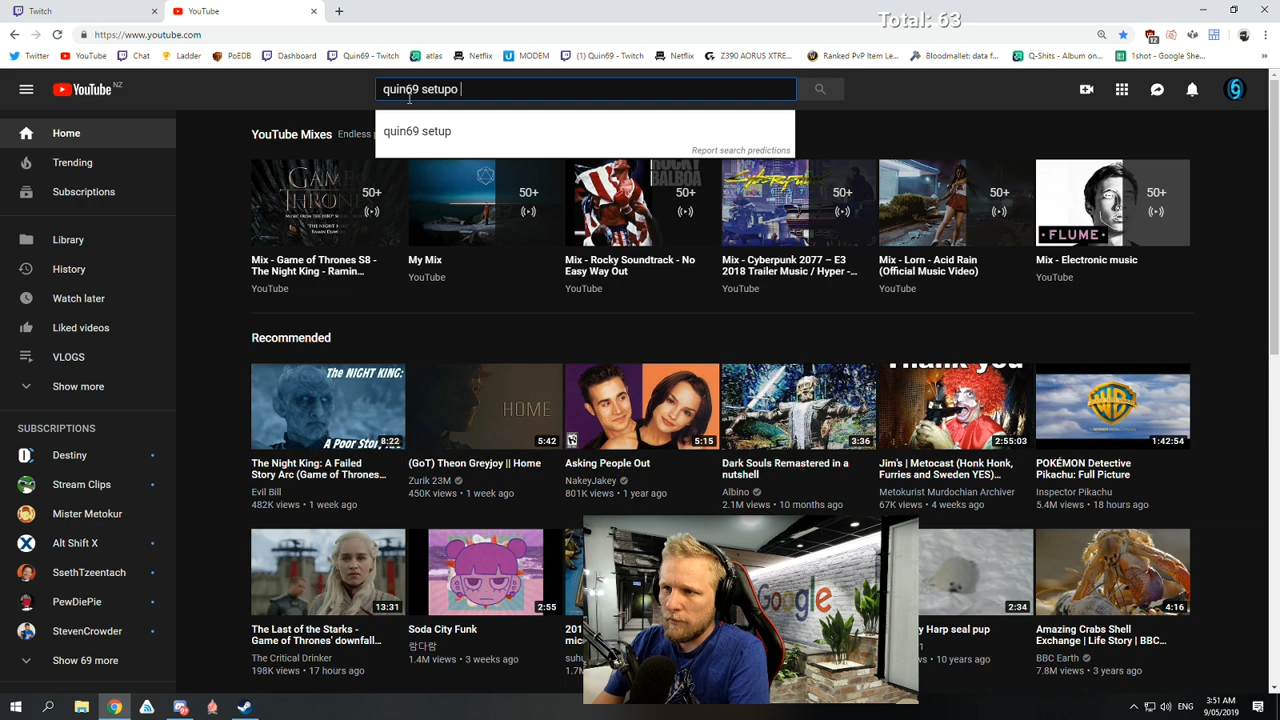 Total: 63
Twitch
YouTube
https://www.youtube.com
12
Twitter
YouTube
Chat
Ladder
PoEDB
Dashboard
Quin69 - Twitch
atlas
Netflix
MODEM
(1) Quin69 - Twitch
Netflix
Z390 AORUS XTRE...
Ranked PvP Item Le...
Bloodmallet: data f...
Q-Shits - Album on...
1shot - Google She...
YouTube NZ
quin69 setupo
quin69 setup
Report search predictions
Home
Trending
Subscriptions
Library
History
Watch later
Liked videos
VLOGS
Show more
SUBSCRIPTIONS
Destiny
Stream Clips
Mister Metokur
Alt Shift X
SsethTzeentach
PewDiePie
StevenCrowder
Show 69 more
YouTube Mixes Endless
50+
50+
ROCKY
BALBOA
50+
50+
50+
FLUME
50+
Mix - Game of Thrones S8 -
The Night King - Ramin...
YouTube
My Mix
YouTube
Mix - Rocky Soundtrack - No
Easy Way Out
YouTube
Mix - Cyberpunk 2077 – E3
2018 Trailer Music / Hyper -...
YouTube
Mix - Lorn - Acid Rain
(Official Music Video)
YouTube
Mix - Electronic music
YouTube
Recommended
The NIGHT KING:
8:22
HOME
5:42
5:15
3:36
Thank you
2:55:03
WB
1:42:54
The Night King: A Failed
Story Arc (Game of Thrones...
Evil Bill
482K views • 1 week ago
(GoT) Theon Greyjoy || Home
Zurik 23M
450K views • 1 week ago
Asking People Out
NakeyJakey
801K views • 1 year ago
Dark Souls Remastered in a
nutshell
Albino
2.1M views • 10 months ago
Jim's | Metocast (Honk Honk,
Furries and Sweden YES)...
Metokurist Murdochian Archiver
67K views • 4 weeks ago
POKÉMON Detective
Pikachu: Full Picture
Inspector Pikachu
5.4M views • 18 hours ago
13:31
2:55
Google
2:34
4:16
The Last of the Starks -
Game of Thrones' downfall...
The Critical Drinker
198K views • 17 hours ago
Soda City Funk
람다람
1.4M views • 3 weeks ago
Harp seal pup
10 years ago
Amazing Crabs Shell
Exchange | Life Story | BBC...
BBC Earth
7.8M views • 3 years ago
ENG
3:51 AM
9/05/2019